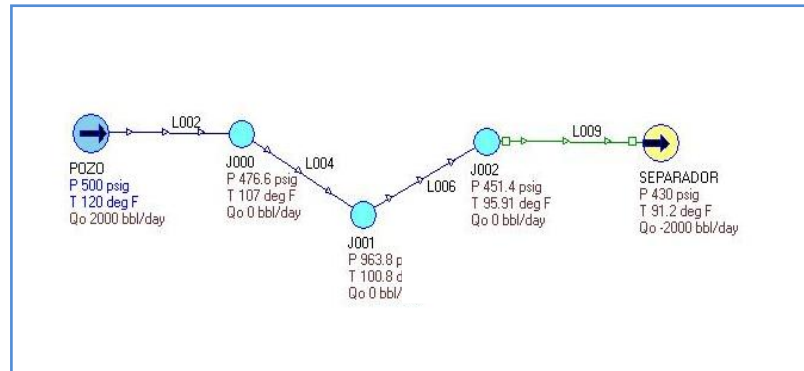 L002
POZO
P 500 psig
T 120 deg F
Qo 2000 bbl/day
J000
P 476.6 psig
T 107 deg F
Qo 0 bbl/day
L004
J001
P 963.8 p
T 100.8 d
Qo 0 bbl/
L006
J002
P 451.4 psig
T 95.91 deg F
Qo 0 bbl/day
L009
SEPARADOR
P 430 psig
T 91.2 deg F
Qo -2000 bbl/day